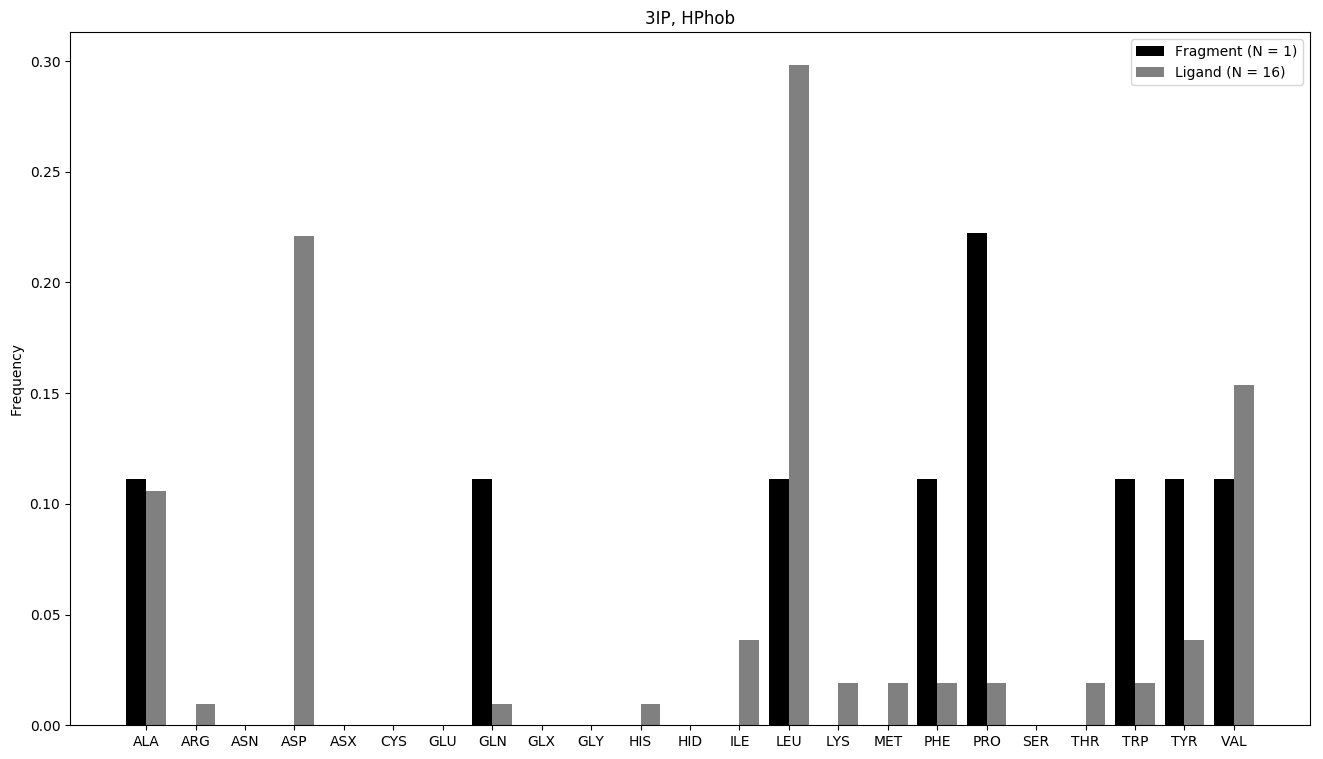 3IP, HPhob
Fragment (N = 1)
Ligand (N = 16)
Frequency
0.30
0.25
0.20
0.15
0.10
0.05
0.00
ALA ARG ASN ASP ASX CYS GLU GLN GLX GLY HIS HID ILE LEU LYS MET PHE PRO SER THR TRP TYR VAL